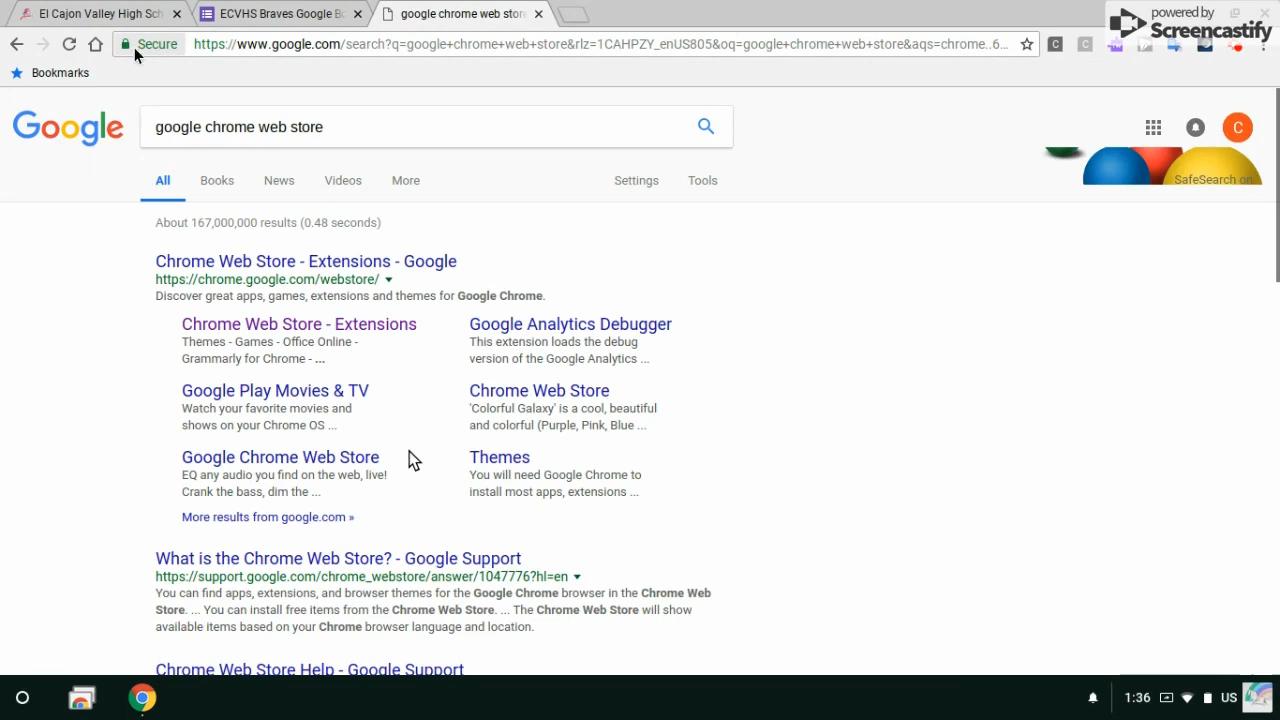 El Cajon Valley High Sch
ECVHS Braves Google Bo
google chrome web store
powered by
Screencastify
Secure
https://www.google.com/search?q=google+chrome+web+store&rlz=1CAHPZY_enUS805&oq=google+chrome+web+store&aqs=chrome..6...
Bookmarks
Google
google chrome web store
C
All Books News Videos More Settings Tools
SafeSearch on
About 167,000,000 results (0.48 seconds)
Chrome Web Store - Extensions - Google
https://chrome.google.com/webstore/
Discover great apps, games, extensions and themes for Google Chrome.
Chrome Web Store - Extensions
Themes - Games - Office Online -
Grammarly for Chrome - ...
Google Analytics Debugger
This extension loads the debug
version of the Google Analytics ...
Google Play Movies & TV
Watch your favorite movies and
shows on your Chrome OS ...
Chrome Web Store
'Colorful Galaxy' is a cool, beautiful
and colorful (Purple, Pink, Blue ...
Google Chrome Web Store
EQ any audio you find on the web, live!
Crank the bass, dim the ...
Themes
You will need Google Chrome to
install most apps, extensions ...
More results from google.com »
What is the Chrome Web Store? - Google Support
https://support.google.com/chrome_webstore/answer/1047776?hl=en
You can find apps, extensions, and browser themes for the Google Chrome browser in the Chrome Web
Store. ... You can install free items from the Chrome Web Store. ... The Chrome Web Store will show
available items based on your Chrome browser language and location.
Chrome Web Store Help - Google Support
1:36
US